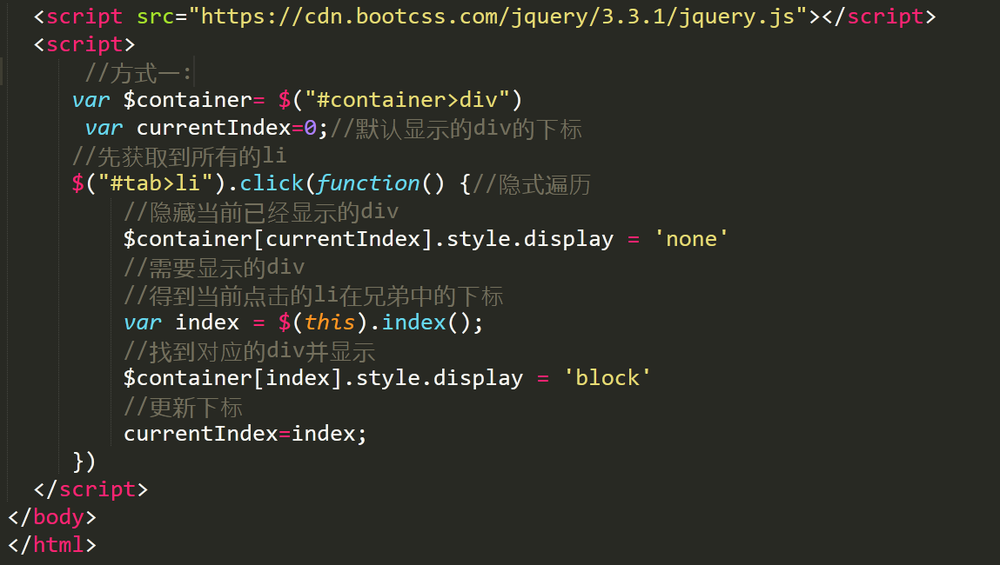 <script src="https://cdn.bootcss.com/jquery/3.3.1/jquery.js"></script>
<script>
//方式一:
var $container= $("#container>div")
var currentIndex=0;//默认显示的div的下标
//先获取到所有的li
$("#tab>li").click(function() {//隐式遍历
//隐藏当前已经显示的div
$container[currentIndex].style.display = 'none'
//需要显示的div
//得到当前点击的li在兄弟中的下标
var index = $(this).index();
//找到对应的div并显示
$container[index].style.display = 'block'
//更新下标
currentIndex=index;
})
</script>
</body>
</html>